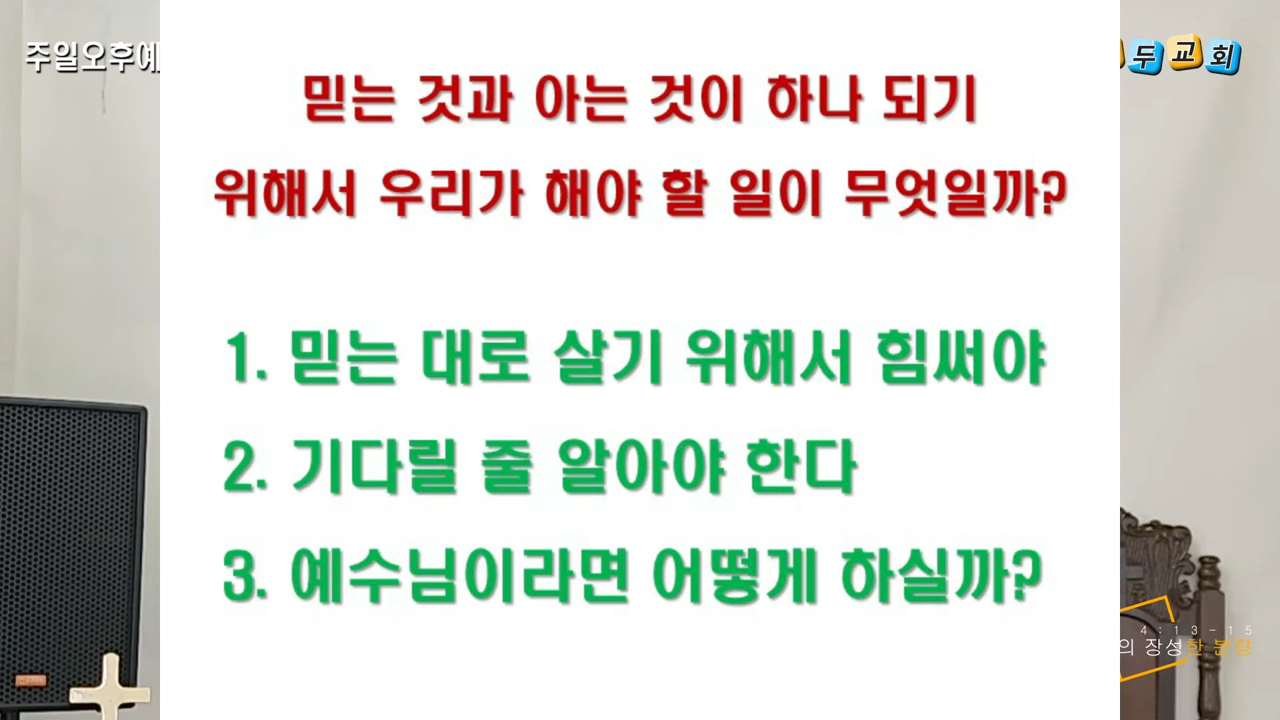 주일오후예
두교회
믿는 것과 아는 것이 하나 되기
위해서 우리가 해야 할 일이 무엇일까?
1. 믿는 대로 살기 위해서 힘써야
2. 기다릴 줄 알아야 한다
3. 예수님이라면 어떻게 하실까?
4:13-15
의 장성한 분량